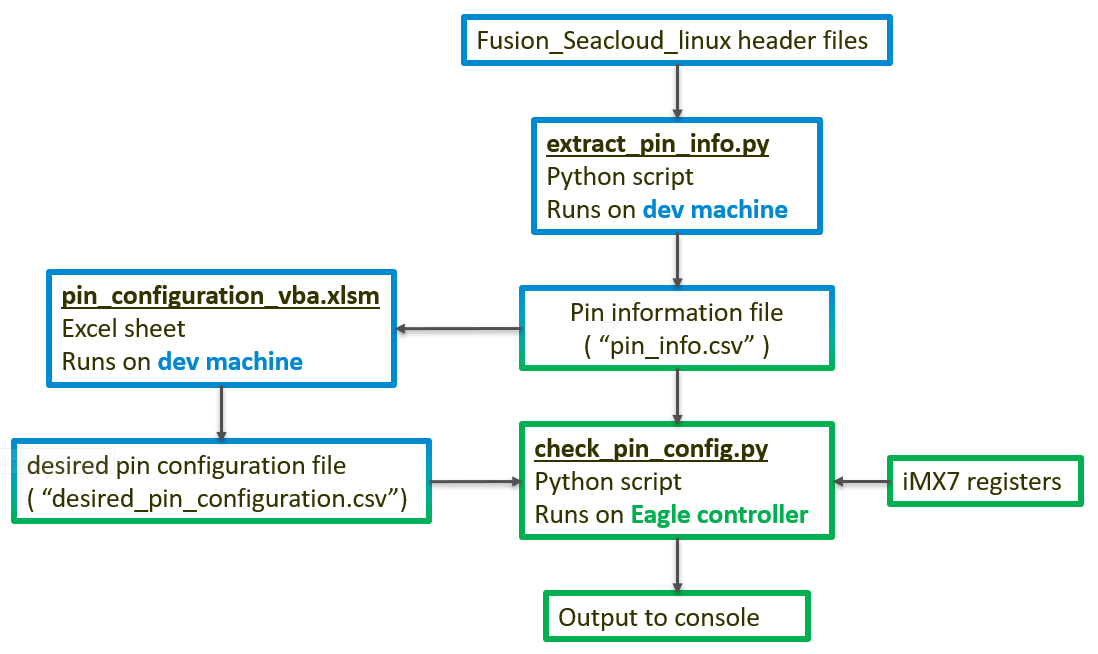 Fusion_Seacloud_linux header files
extract_pin_info.py
Python script
Runs on dev machine
pin_configuration_vba.xlsm
Excel sheet
Runs on dev machine
Pin information file
( “pin_info.csv” )
desired pin configuration file
( “desired_pin_configuration.csv”)
check_pin_config.py
Python script
Runs on Eagle controller
iMX7 registers
Output to console